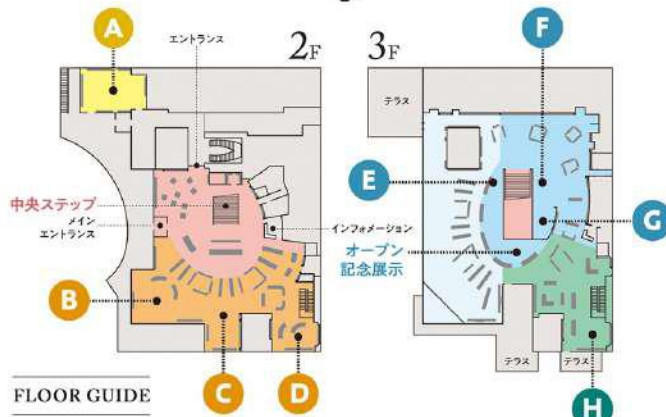 A
エントランス
2F
3F
F
テラス
E
中央ステップ
メイン
エントランス
インフォメーション
G
オープン
記念展示
B
テラス
テラス
FLOOR GUIDE
C
D
H